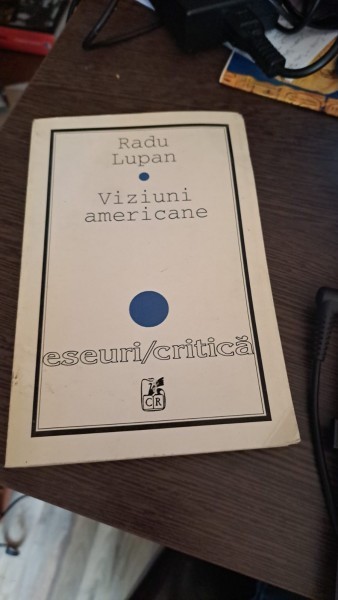 Radu
Lupan
Viziuni
americane
eseuri/critică
CR